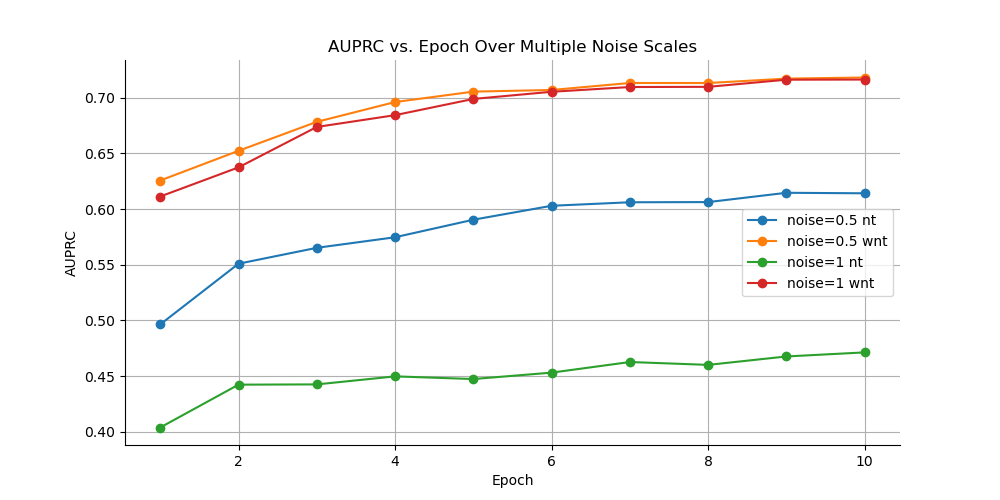 AUPRC vs. Epoch Over Multiple Noise Scales
AUPRC
0.70
0.65
0.60
0.55
0.50
0.45
0.40
noise=0.5 nt
noise=0.5 wnt
noise=1 nt
noise=1 wnt
2 4 6 8 10
Epoch